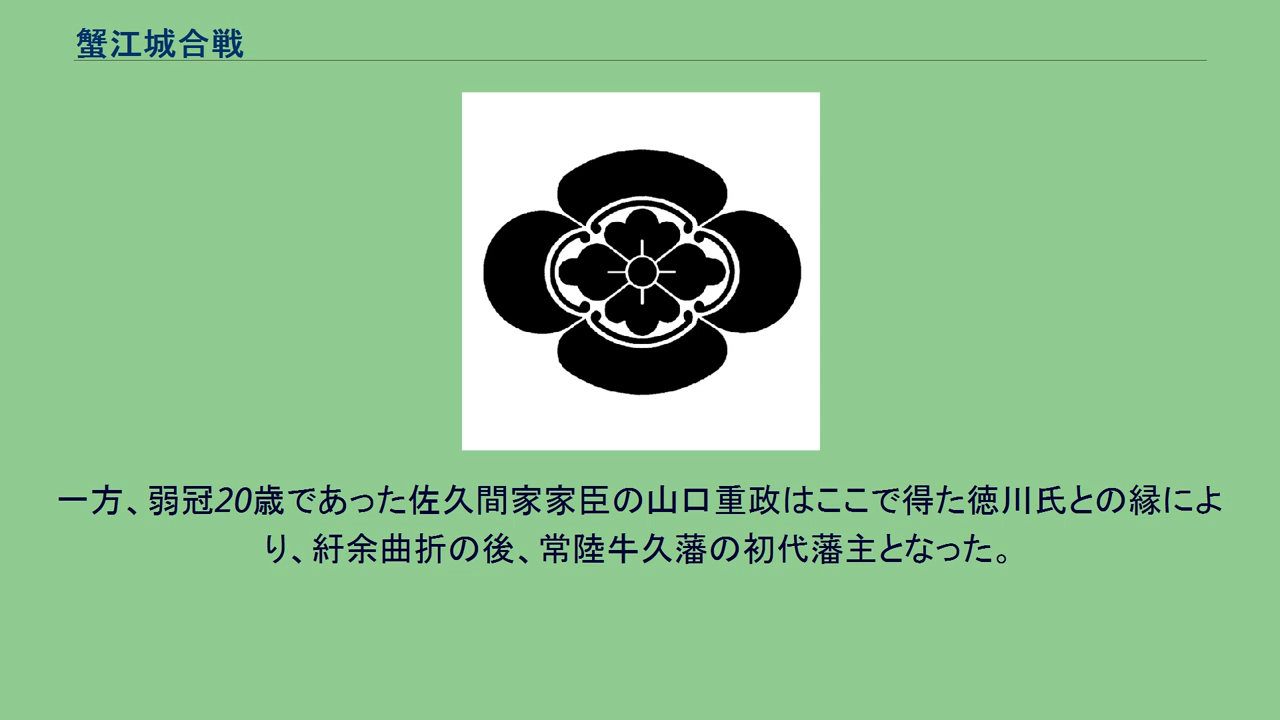 蟹江城合戦
一方、弱冠20歳であった佐久間家家臣の山口重政はここで得た徳川氏との縁によ
り、紆余曲折の後、常陸牛久藩の初代藩主となった。